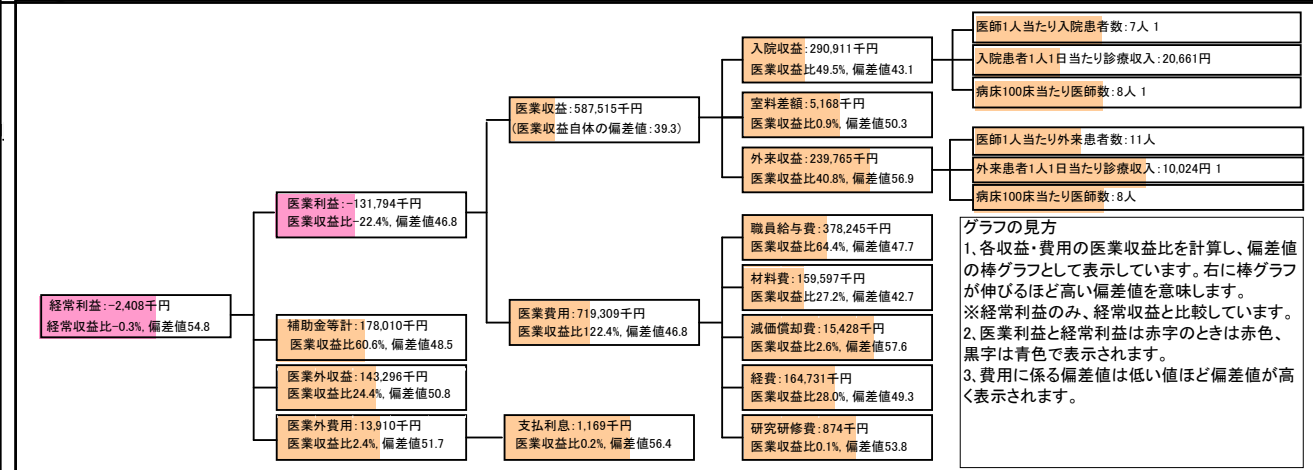 経常利益:-2,408千円
経常収益比-0.3%, 偏差値54.8
医業利益:-131,794千円
医業収益比-22.4%, 偏差値46.8
補助金等計:178,010千円
医業収益比60.6%, 偏差値48.5
医業外収益:143,296千円
医業収益比24.4%, 偏差値50.8
医業外費用:13,910千円
医業収益比2.4%, 偏差値51.7
医業収益:587,515千円
(医業収益自体の偏差値:39.3)
医業費用:719,309千円
医業収益比122.4%, 偏差値46.8
支払利息:1,169千円
医業収益比0.2%, 偏差値56.4
入院収益:290,911千円
医業収益比49.5%, 偏差値43.1
室料差額:5,168千円
医業収益比0.9%, 偏差値50.3
外来収益:239,765千円
医業収益比40.8%, 偏差値56.9
職員給与費:378,245千円
医業収益比64.4%, 偏差値47.7
材料費:159,597千円
医業収益比27.2%, 偏差値42.7
減価償却費:15,428千円
医業収益比2.6%, 偏差値57.6
経費:164,731千円
医業収益比28.0%, 偏差値49.3
研究研修費:874千円
医業収益比0.1%, 偏差値53.8
医師1人当たり入院患者数:7人 1
入院患者1人1日当たり診療収入:20,661円
病床100床当たり医師数:8人 1
医師1人当たり外来患者数:11人
外来患者1人1日当たり診療収入:10,024円 1
病床100床当たり医師数:8人
グラフの見方
1、各収益・費用の医業収益比を計算し、偏差値
の棒グラフとして表示しています。右に棒グラフ
が伸びるほど高い偏差値を意味します。
※経常利益のみ、経常収益と比較しています。
2、医業利益と経常利益は赤字のときは赤色、
黒字は青色で表示されます。
3、費用に係る偏差値は低い値ほど偏差値が高
く表示されます。